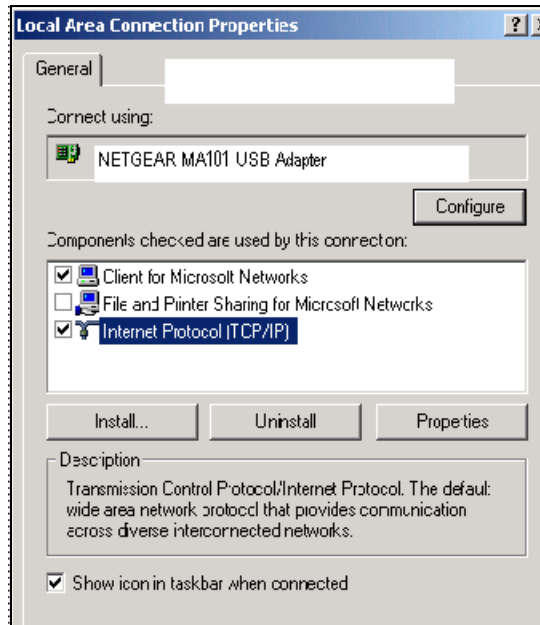 Local Area Connection Properties
General
Connect using:
NETGEAR MA101 USB Adapter
Configure
Components checked are used by this connection:
Client for Microsoft Networks
File and Printer Sharing for Microsoft Networks
Internet Protocol (TCP/IP)
Install...
Uninstall
Properties
Description
Transmission Control Protocol/Internet Protocol. The default
wide area network protocol that provides communication
across diverse interconnected networks.
Show icon in taskbar when connected